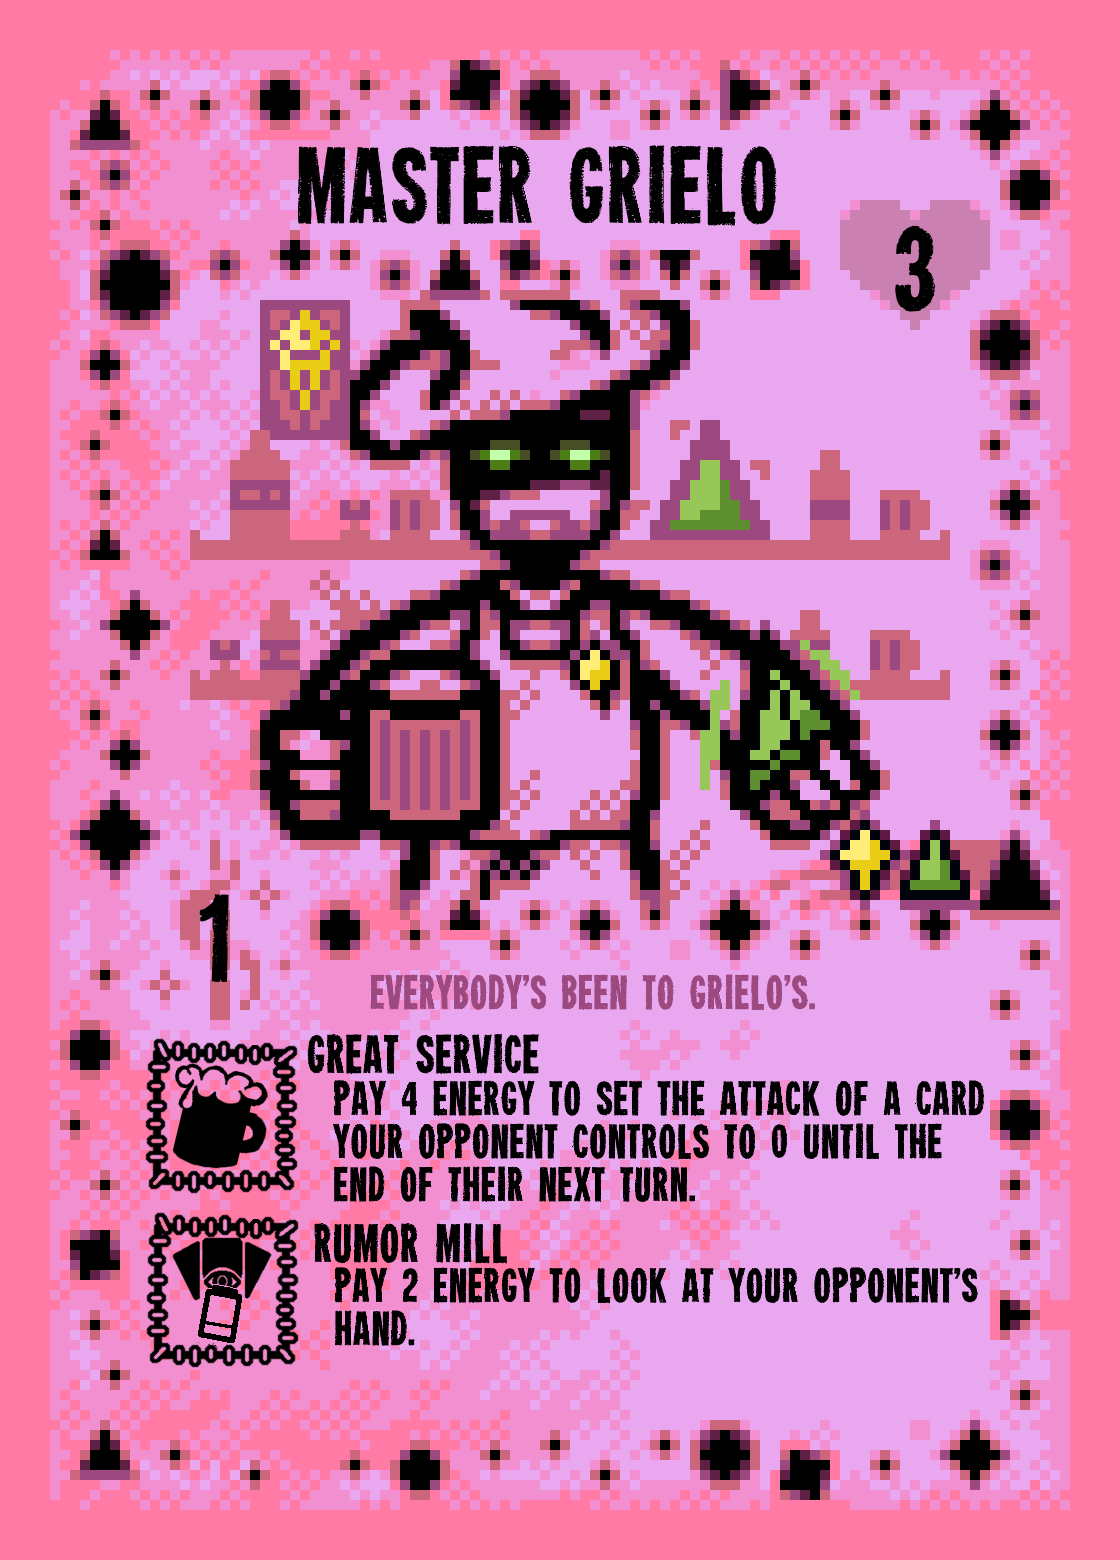 MASTER GRIELO
3
1
EVERYBODY'S BEEN TO GRIELO'S.
GREAT SERVICE
PAY 4 ENERGY TO SET THE ATTACK OF A CARD
YOUR OPPONENT CONTROLS TO 0 UNTIL THE
END OF THEIR NEXT TURN.
RUMOR MILL
PAY 2 ENERGY TO LOOK AT YOUR OPPONENT'S
HAND.